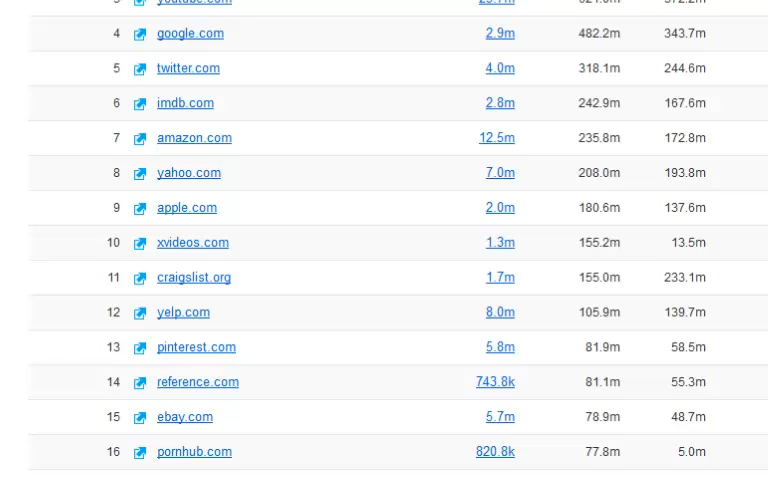 4 google.com 2.9m 482.2m 343.7m
5 twitter.com 4.0m 318.1m 244.6m
6 imdb.com 2.8m 242.9m 167.6m
7 amazon.com 12.5m 235.8m 172.8m
8 yahoo.com 7.0m 208.0m 193.8m
9 apple.com 2.0m 180.6m 137.6m
10 xvideos.com 1.3m 155.2m 13.5m
11 craigslist.org 1.7m 155.0m 233.1m
12 yelp.com 8.0m 105.9m 139.7m
13 pinterest.com 5.8m 81.9m 58.5m
14 reference.com 743.8k 81.1m 55.3m
15 ebay.com 5.7m 78.9m 48.7m
16 pornhub.com 820.8k 77.8m 5.0m